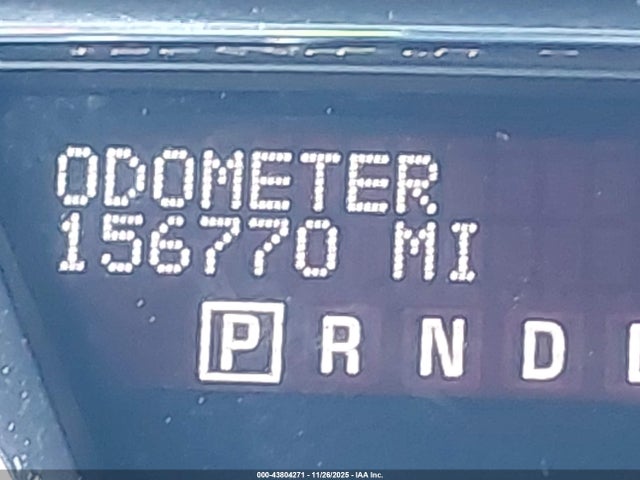 ODOMETER
156770 MI
P R N D
000-43804271 - 11/26/2025 - IAA Inc.